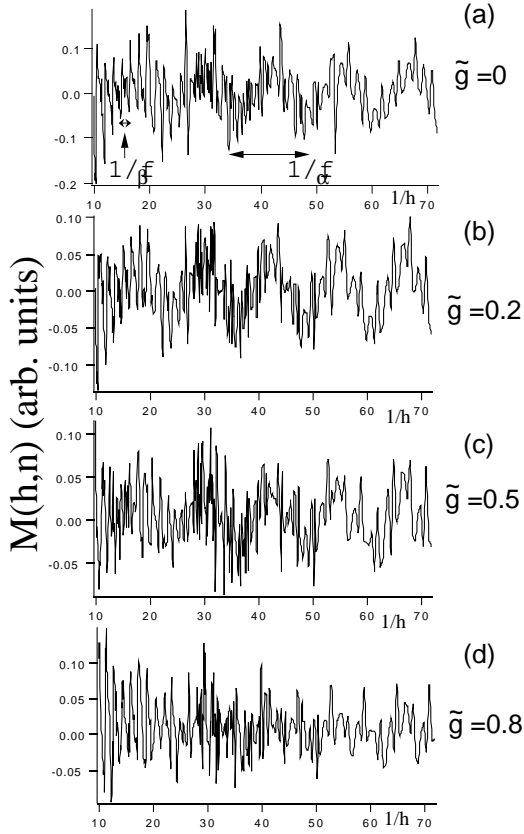 (a)
g̃ =0
0.1
0.0
-0.1
-0.2
1/fβ
1/fα
1/h
10 20 30 40 50 60 70
(b)
g̃ =0.2
0.10
0.05
0.00
-0.05
-0.10
1/h
10 20 30 40 50 60 70
M(h,n) (arb. units)
(c)
g̃ =0.5
0.10
0.05
0.00
-0.05
1/h
10 20 30 40 50 60 70
(d)
g̃ =0.8
0.10
0.05
0.00
-0.05
10 20 30 40 50 60 70
1/h